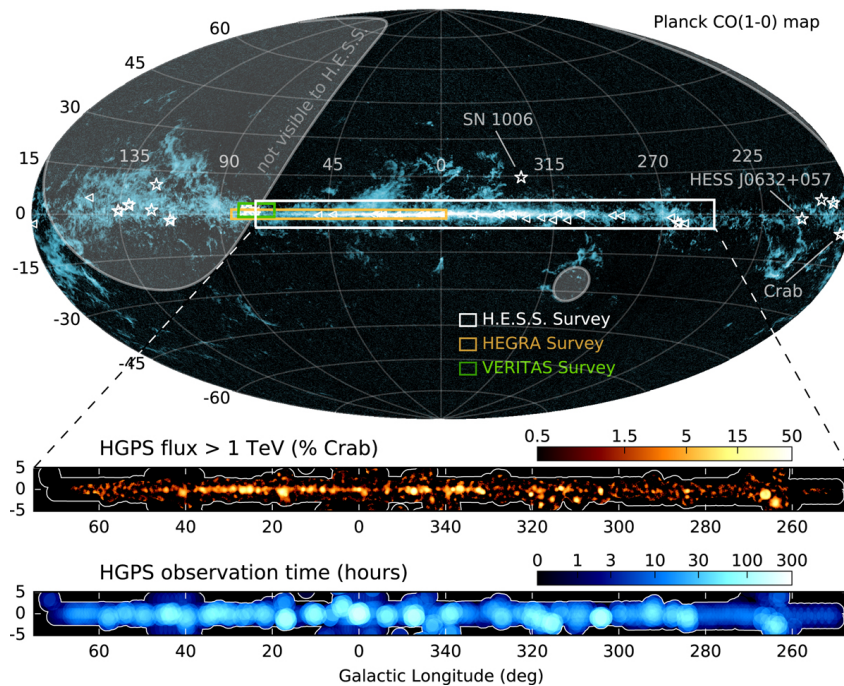 Planck CO(1-0) map
60
45
30
15
0
-15
-30
-45
-60
not visible to H.E.S.S.
135
90
45
0
315
270
225
SN 1006
HESS J0632+057
Crab
H.E.S.S. Survey
HEGRA Survey
VERITAS Survey
HGPS flux > 1 TeV (% Crab)
0.5 1.5 5 15 50
5
0
-5
60 40 20 0 340 320 300 280 260
HGPS observation time (hours)
0 1 3 10 30 100 300
5
0
-5
60 40 20 0 340 320 300 280 260
Galactic Longitude (deg)